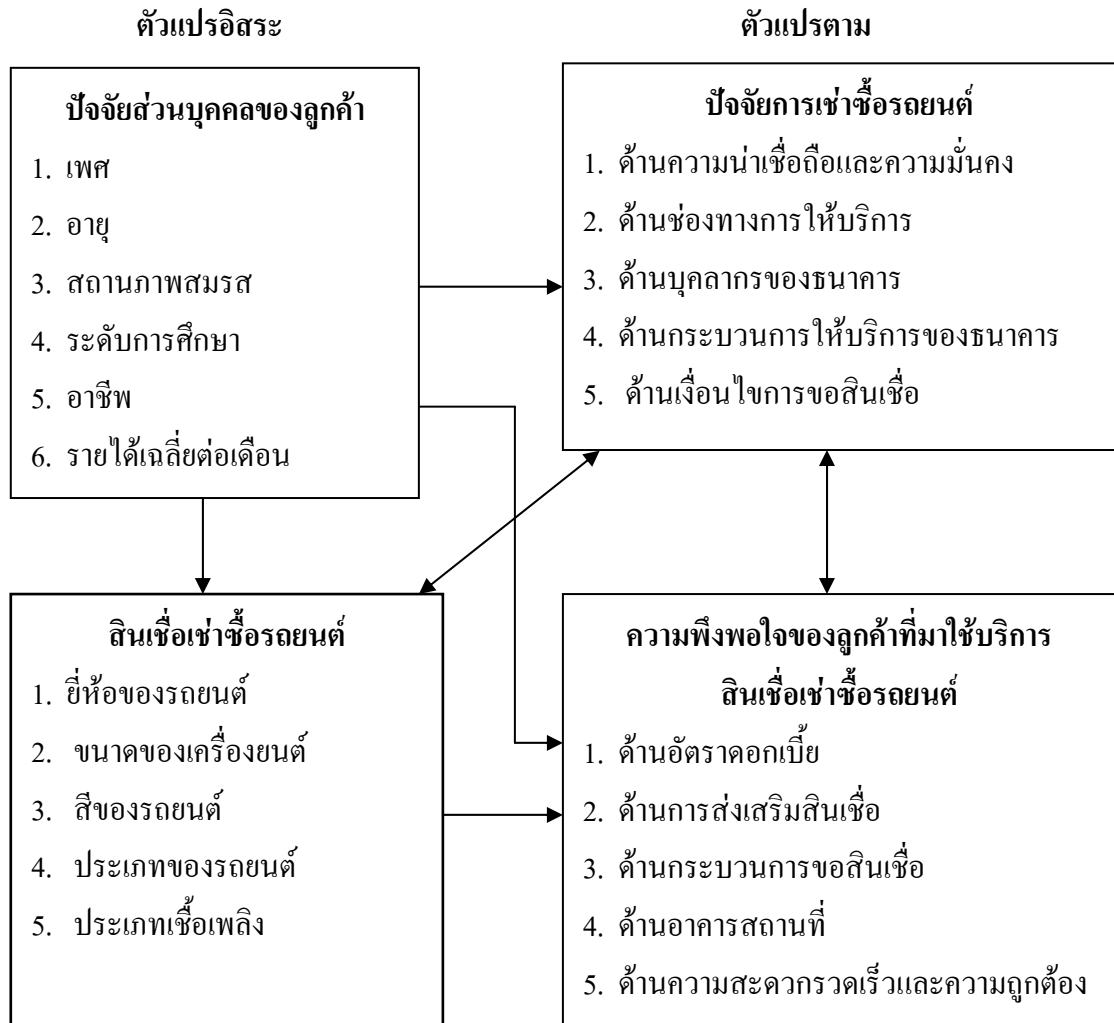 ตัวแปรอิสระ
ตัวแปรตาม
ปัจจัยส่วนบุคคลของลูกค้า
1. เพศ
2. อายุ
3. สถานภาพสมรส
4. ระดับการศึกษา
5. อาชีพ
6. รายได้เฉลี่ยต่อเดือน
ปัจจัยการเช่าซื้อรถยนต์
1. ด้านความน่าเชื่อถือและความมั่นคง
2. ด้านช่องทางการให้บริการ
3. ด้านบุคลากรของธนาคาร
4. ด้านกระบวนการให้บริการของธนาคาร
5. ด้านเงื่อนไขการขอสินเชื่อ
สินเชื่อเช่าซื้อรถยนต์
1. ยี่ห้อของรถยนต์
2. ขนาดของเครื่องยนต์
3. สีของรถยนต์
4. ประเภทของรถยนต์
5. ประเภทเชื้อเพลิง
ความพึงพอใจของลูกค้าที่มาใช้บริการ
สินเชื่อเช่าซื้อรถยนต์
1. ด้านอัตราดอกเบี้ย
2. ด้านการส่งเสริมสินเชื่อ
3. ด้านกระบวนการขอสินเชื่อ
4. ด้านอาคารสถานที่
5. ด้านความสะดวกรวดเร็วและความถูกต้อง